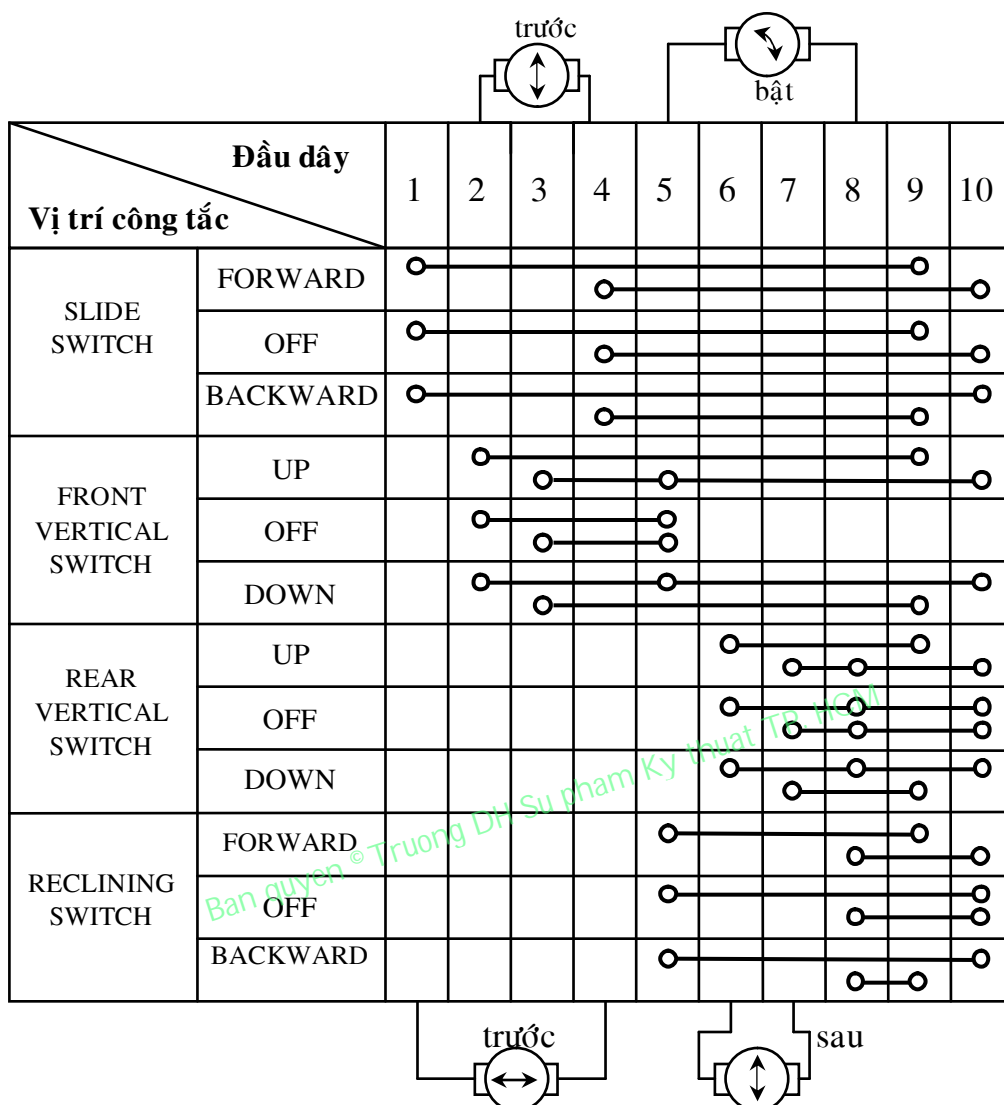 trước
bật
Đầu dây
Vị trí công tắc
1 2 3 4 5 6 7 8 9 10
SLIDE
SWITCH
FORWARD
OFF
BACKWARD
FRONT
VERTICAL
SWITCH
UP
OFF
DOWN
REAR
VERTICAL
SWITCH
UP
OFF
DOWN
RECLINING
SWITCH
FORWARD
OFF
BACKWARD
Ban quyen © Truong DH Su pham Ky thuat TP. HCM
trước
sau